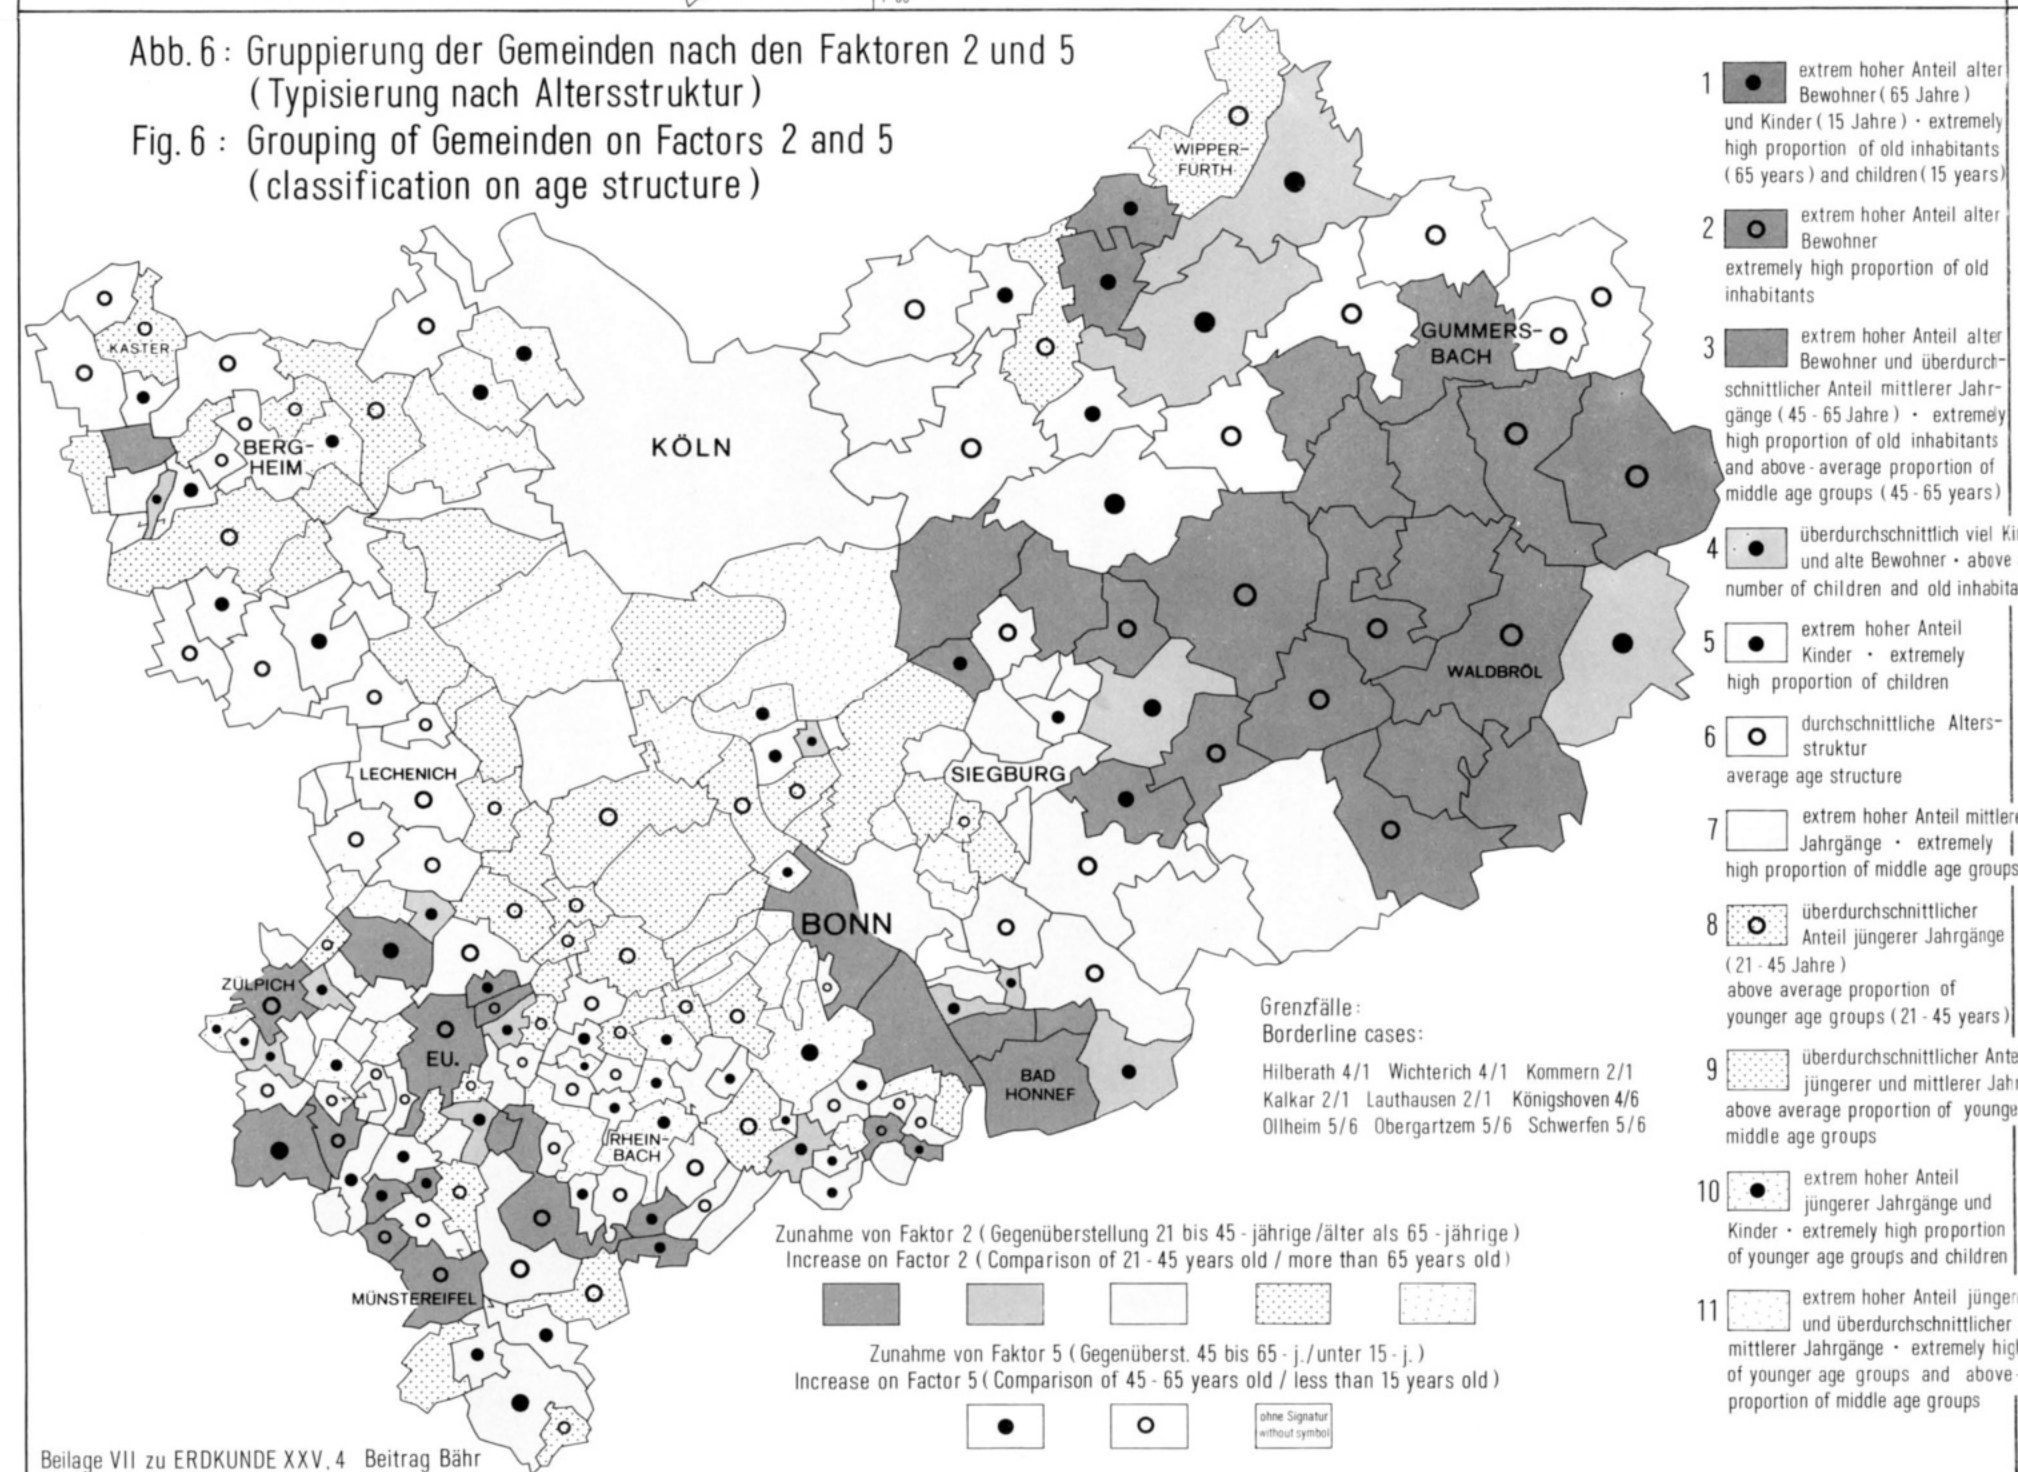 Abb. 6 : Gruppierung der Gemeinden nach den Faktoren 2 und 5
( Typisierung nach Altersstruktur )
Fig. 6 : Grouping of Gemeinden on Factors 2 and 5
( classification on age structure )
WIPPER-
FÜRTH
GUMMERS-
BACH
KASTER
BERG-
HEIM
KÖLN
WALDBRÖL
LECHENICH
SIEGBURG
BONN
ZÜLPICH
EU.
BAD
HONNEF
RHEIN-
BACH
MÜNSTEREIFEL
1 extrem hoher Anteil alter
Bewohner ( 65 Jahre )
und Kinder ( 15 Jahre ) · extremely
high proportion of old inhabitants
( 65 years ) and children ( 15 years )
2 extrem hoher Anteil alter
Bewohner
extremely high proportion of old
inhabitants
3 extrem hoher Anteil alter
Bewohner und überdurch-
schnittlicher Anteil mittlerer Jahr-
gänge ( 45 - 65 Jahre ) · extremely
high proportion of old inhabitants
and above - average proportion of
middle age groups ( 45 - 65 years )
4 überdurchschnittlich viel
und alte Bewohner · above
number of children and old
5 extrem hoher Anteil
Kinder · extremely
high proportion of children
6 durchschnittliche Alters-
struktur
average age structure
7 extrem hoher Anteil
Jahrgänge · extremely
high proportion of middle age groups
8 überdurchschnittlicher
Anteil jüngerer Jahrgänge
( 21 - 45 Jahre )
above average proportion of
younger age groups ( 21 - 45 years )
9 überdurchschnittlicher
jüngerer und mittlerer
above average proportion of
middle age groups
10 extrem hoher Anteil
jüngerer Jahrgänge und
Kinder · extremely high proportion
of younger age groups and children
11 extrem hoher Anteil
und überdurchschnittlicher
mittlerer Jahrgänge · extremely
of younger age groups and above-
proportion of middle age groups
Grenzfälle :
Borderline cases :
Hilberath 4/1 Wichterich 4/1 Kommern 2/1
Kalkar 2/1 Lauthausen 2/1 Königshoven 4/6
Ollheim 5/6 Obergartzem 5/6 Schwerfen 5/6
Zunahme von Faktor 2 ( Gegenüberstellung 21 bis 45 - jährige / älter als 65 - jährige )
Increase on Factor 2 ( Comparison of 21 - 45 years old / more than 65 years old )
Zunahme von Faktor 5 ( Gegenüberst. 45 bis 65 - j. / unter 15 - j. )
Increase on Factor 5 ( Comparison of 45 - 65 years old / less than 15 years old )
ohne Signatur
without symbol
Beilage VII zu ERDKUNDE XXV, 4 Beitrag Bähr